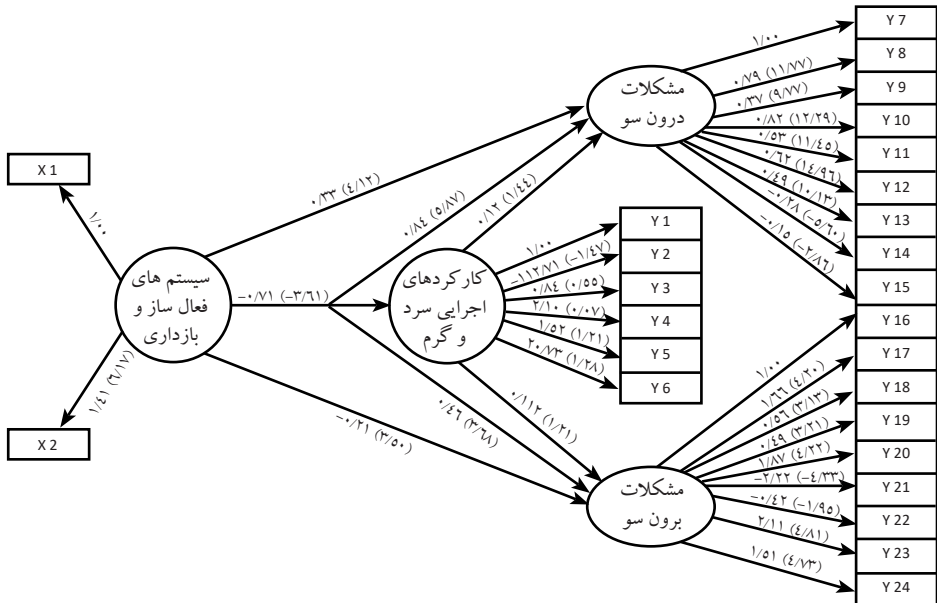 X 1
X 2
سیستم های
فعال ساز و
بازداری
کارکردهای
اجرایی سرد
و گرم
مشکلات
درون سو
مشکلات
برون سو
۱/۰۰
۱/۴۱ (۶/۱۷)
۰/۳۳ (۴/۱۲)
۰/۸۴ (۵/۸۷)
−۰/۷۱ (−۳/۶۱)
۰/۴۶ (۳/۶۸)
−۰/۲۱ (۳/۵۰)
۰/۱۲ (۱/۴۴)
۰/۱۱۲ (۱/۲۱)
۱/۰۰
−۱۱۲/۷۱ (−۱/۴۷)
۰/۸۴ (۰/۵۵)
۲/۱۰ (۰/۰۷)
۱/۵۲ (۱/۲۱)
۲۰/۷۳ (۱/۲۸)
Y 1
Y 2
Y 3
Y 4
Y 5
Y 6
۱/۰۰
۰/۷۹ (۱۱/۷۷)
۰/۳۷ (۹/۷۷)
۰/۸۲ (۱۲/۲۹)
۰/۵۳ (۱۱/۴۵)
۰/۶۲ (۱۴/۹۶)
۰/۴۹ (۱۰/۱۳)
−۰/۲۸ (−۵/۶۰)
−۰/۱۵ (−۲/۸۶)
۱/۰۰
۱/۶۶ (۴/۲۰)
۰/۵۶ (۳/۱۳)
۰/۴۹ (۳/۲۱)
۱/۸۷ (۴/۲۲)
−۲/۲۲ (−۴/۳۳)
−۰/۴۲ (−۱/۹۵)
۲/۱۱ (۴/۸۱)
۱/۵۱ (۴/۷۳)
Y 7
Y 8
Y 9
Y 10
Y 11
Y 12
Y 13
Y 14
Y 15
Y 16
Y 17
Y 18
Y 19
Y 20
Y 21
Y 22
Y 23
Y 24